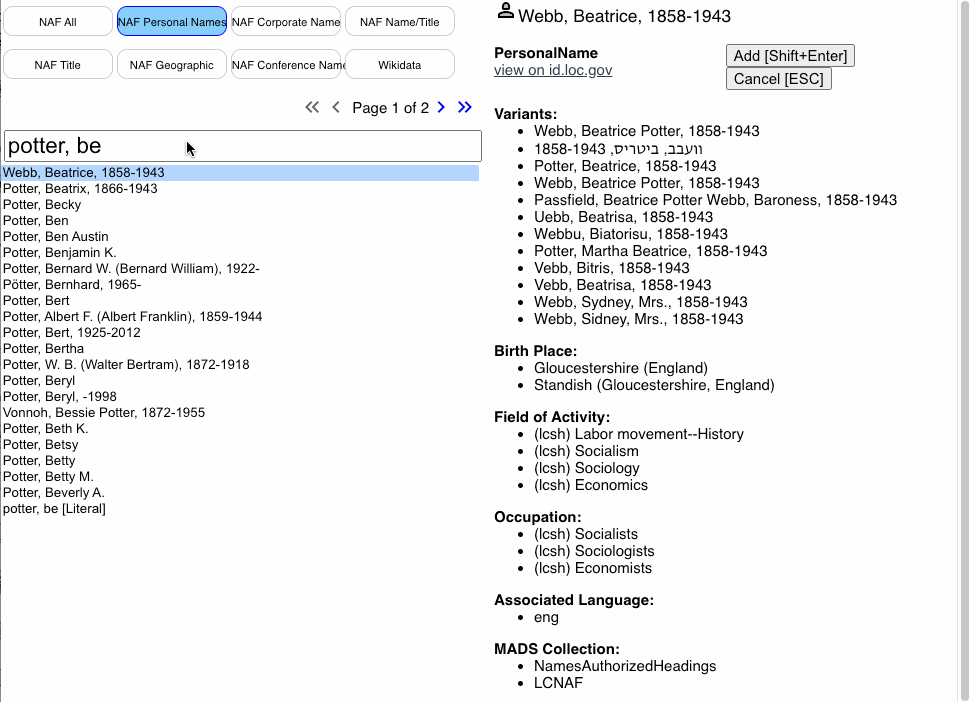 NAF All
NAF Personal Names
NAF Corporate Name
NAF Name/Title
NAF Title
NAF Geographic
NAF Conference Name
Wikidata
Page 1 of 2
potter, be
Webb, Beatrice, 1858-1943
Potter, Beatrix, 1866-1943
Potter, Becky
Potter, Ben
Potter, Ben Austin
Potter, Benjamin K.
Potter, Bernard W. (Bernard William), 1922-
Pötter, Bernhard, 1965-
Potter, Bert
Potter, Albert F. (Albert Franklin), 1859-1944
Potter, Bert, 1925-2012
Potter, Bertha
Potter, W. B. (Walter Bertram), 1872-1918
Potter, Beryl
Potter, Beryl, -1998
Vonnoh, Bessie Potter, 1872-1955
Potter, Beth K.
Potter, Betsy
Potter, Betty
Potter, Betty M.
Potter, Beverly A.
potter, be [Literal]
Webb, Beatrice, 1858-1943
PersonalName
view on id.loc.gov
Add [Shift+Enter]
Cancel [ESC]
Variants:
Webb, Beatrice Potter, 1858-1943
וועבב, ביטריס, 1858-1943
Potter, Beatrice, 1858-1943
Webb, Beatrice Potter, 1858-1943
Passfield, Beatrice Potter Webb, Baroness, 1858-1943
Uebb, Beatrisa, 1858-1943
Webbu, Biatorisu, 1858-1943
Potter, Martha Beatrice, 1858-1943
Vebb, Bitris, 1858-1943
Vebb, Beatrisa, 1858-1943
Webb, Sydney, Mrs., 1858-1943
Webb, Sidney, Mrs., 1858-1943
Birth Place:
Gloucestershire (England)
Standish (Gloucestershire, England)
Field of Activity:
(lcsh) Labor movement--History
(lcsh) Socialism
(lcsh) Sociology
(lcsh) Economics
Occupation:
(lcsh) Socialists
(lcsh) Sociologists
(lcsh) Economists
Associated Language:
eng
MADS Collection:
NamesAuthorizedHeadings
LCNAF